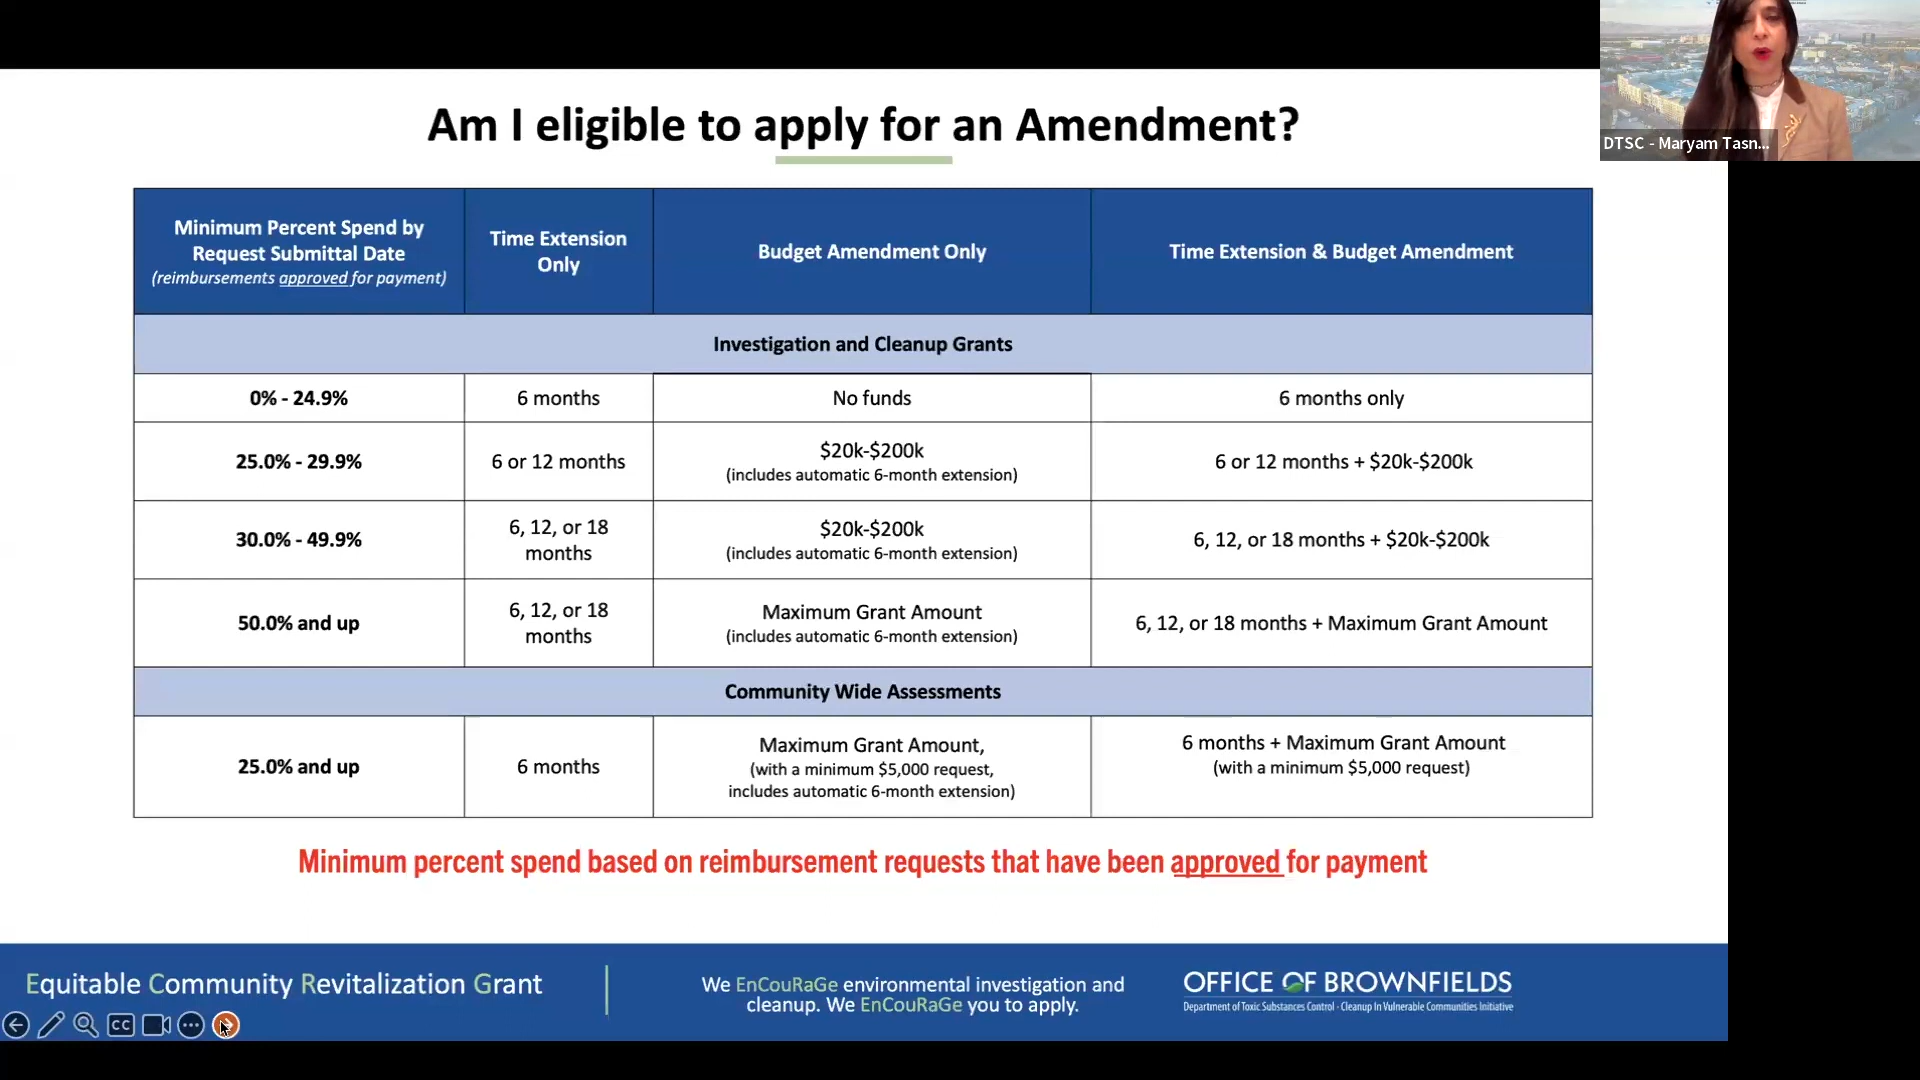 DTSC - Maryam Tasn...
Am I eligible to apply for an Amendment?
Minimum Percent Spend by
Request Submittal Date
(reimbursements approved for payment)
Time Extension
Only
Budget Amendment Only
Time Extension & Budget Amendment
Investigation and Cleanup Grants
0% - 24.9%
6 months
No funds
6 months only
25.0% - 29.9%
6 or 12 months
$20k-$200k
(includes automatic 6-month extension)
6 or 12 months + $20k-$200k
30.0% - 49.9%
6, 12, or 18
months
$20k-$200k
(includes automatic 6-month extension)
6, 12, or 18 months + $20k-$200k
50.0% and up
6, 12, or 18
months
Maximum Grant Amount
(includes automatic 6-month extension)
6, 12, or 18 months + Maximum Grant Amount
Community Wide Assessments
25.0% and up
6 months
Maximum Grant Amount,
(with a minimum $5,000 request,
includes automatic 6-month extension)
6 months + Maximum Grant Amount
(with a minimum $5,000 request)
Minimum percent spend based on reimbursement requests that have been approved for payment
Equitable Community Revitalization Grant
We EnCouRaGe environmental investigation and
cleanup. We EnCouRaGe you to apply.
OFFICE OF BROWNFIELDS
Department of Toxic Substances Control - Cleanup In Vulnerable Communities Initiative
CC